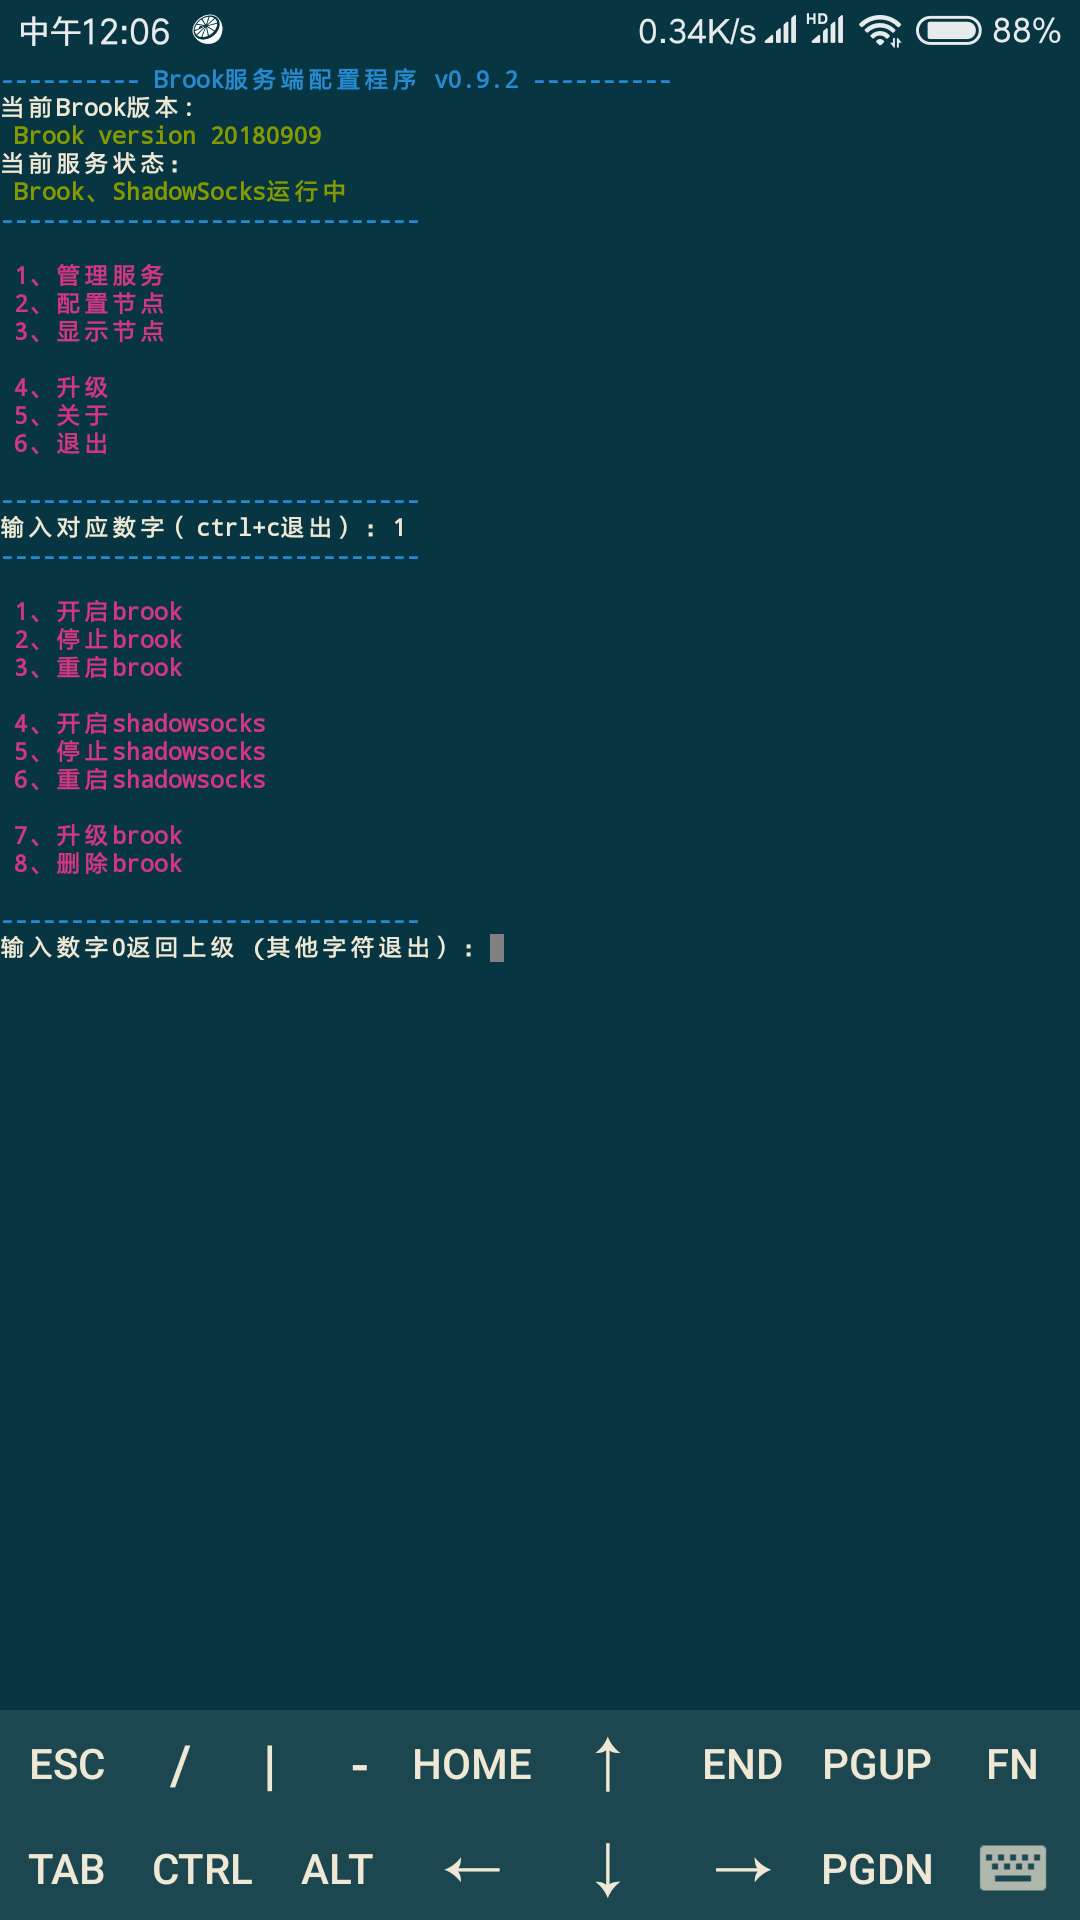 中午12:06 0.34K/s HD 88%
---------- Brook服务端配置程序 v0.9.2 ----------
当前Brook版本:
Brook version 20180909
当前服务状态:
Brook、ShadowSocks运行中
------------------------------
1、管理服务
2、配置节点
3、显示节点
4、升级
5、关于
6、退出
------------------------------
输入对应数字（ctrl+c退出）: 1
------------------------------
1、开启brook
2、停止brook
3、重启brook
4、开启shadowsocks
5、停止shadowsocks
6、重启shadowsocks
7、升级brook
8、删除brook
------------------------------
输入数字0返回上级 (其他字符退出）:
ESC / | - HOME ↑ END PGUP FN
TAB CTRL ALT ← ↓ → PGDN